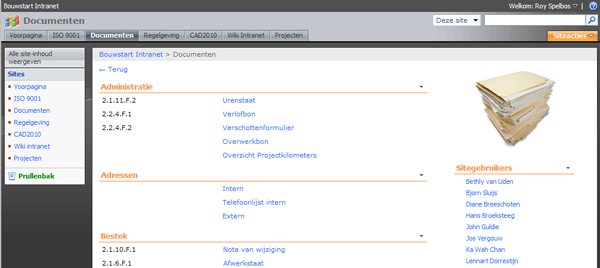 Bouwstart Intranet
Welkom: Roy Spelbos
Documenten
Deze site
Voorpagina ISO 9001 Documenten Regelgeving CAD2010 Wiki Intranet Projecten
Siteacties
Alle site-inhoud weergeven
Sites
Voorpagina
ISO 9001
Documenten
Regelgeving
CAD2010
Wiki intranet
Projecten
Prullenbak
Bouwstart Intranet > Documenten
← Terug
Administratie
2.1.11.F.2 Urenstaat
2.2.4.F.1 Verlofbon
2.2.4.F.2 Verschottenformulier
Overwerkbon
Overzicht Projectkilometers
Adressen
Intern
Telefoonlijst intern
Extern
Bestek
2.1.10.F.1 Nota van wijziging
2.1.6.F.1 Afwerkstaat
Sitegebruikers
Bethly van Uden
Bjorn Sluijs
Diane Breeschoten
Hans Broeksteeg
John Guldie
Jos Vergouw
Ka Wah Chan
Lennart Dorrestijn